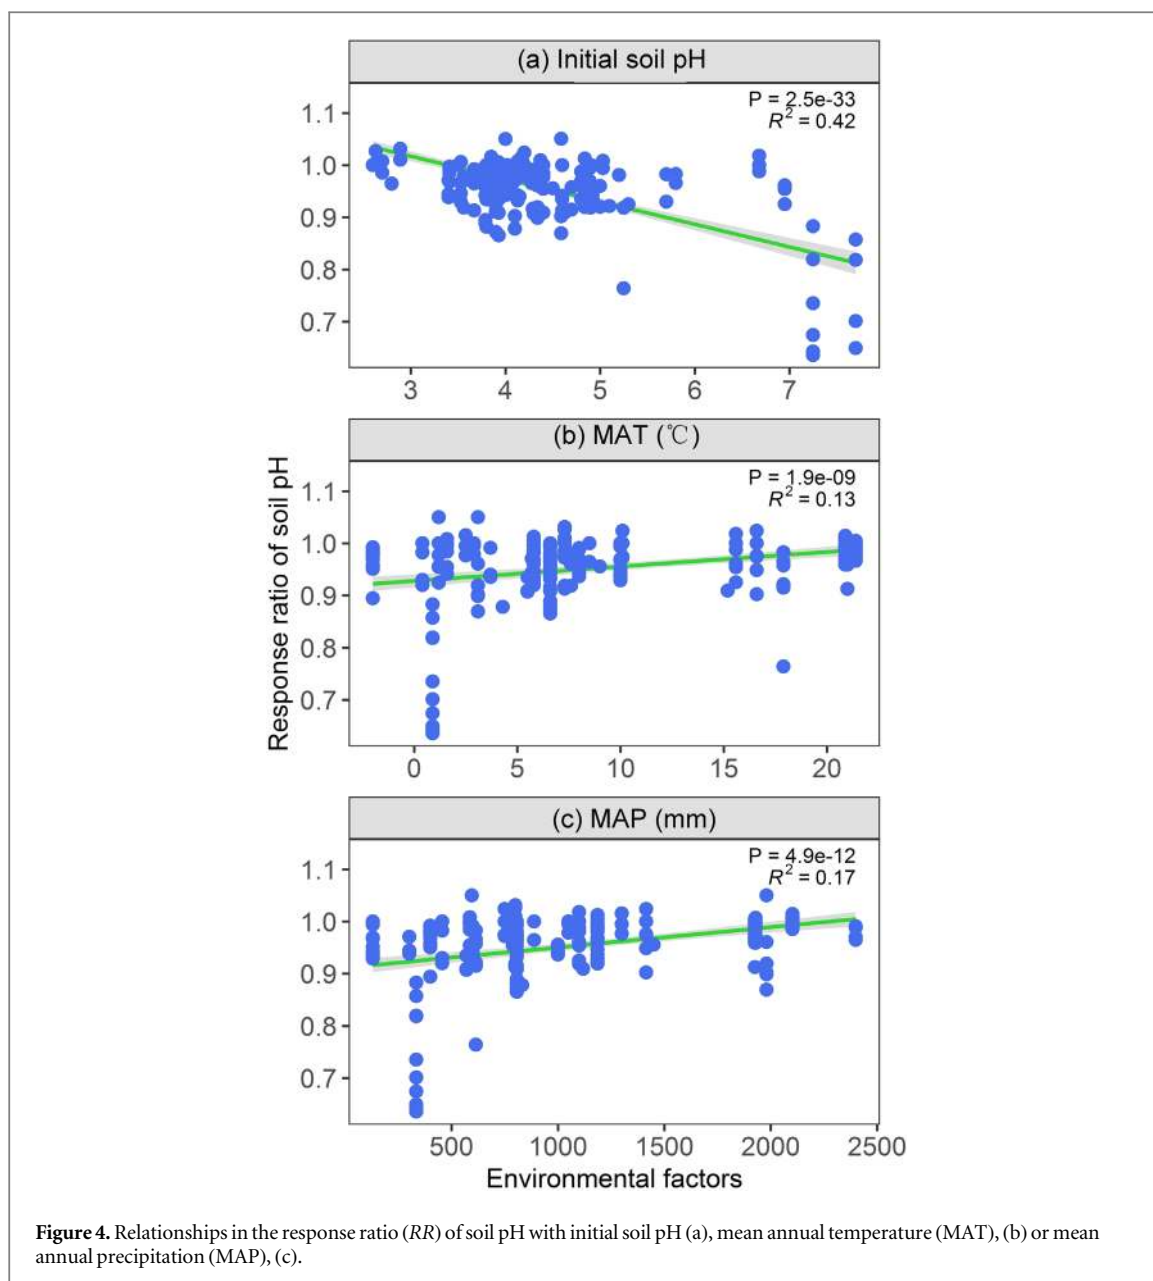 (a) Initial soil pH
P = 2.5e-33
R² = 0.42
1.1
1.0
0.9
0.8
0.7
3 4 5 6 7
(b) MAT (℃)
P = 1.9e-09
R² = 0.13
1.1
1.0
0.9
0.8
0.7
0 5 10 15 20
Response ratio of soil pH
(c) MAP (mm)
P = 4.9e-12
R² = 0.17
1.1
1.0
0.9
0.8
0.7
500 1000 1500 2000 2500
Environmental factors
Figure 4. Relationships in the response ratio (RR) of soil pH with initial soil pH (a), mean annual temperature (MAT), (b) or mean
annual precipitation (MAP), (c).